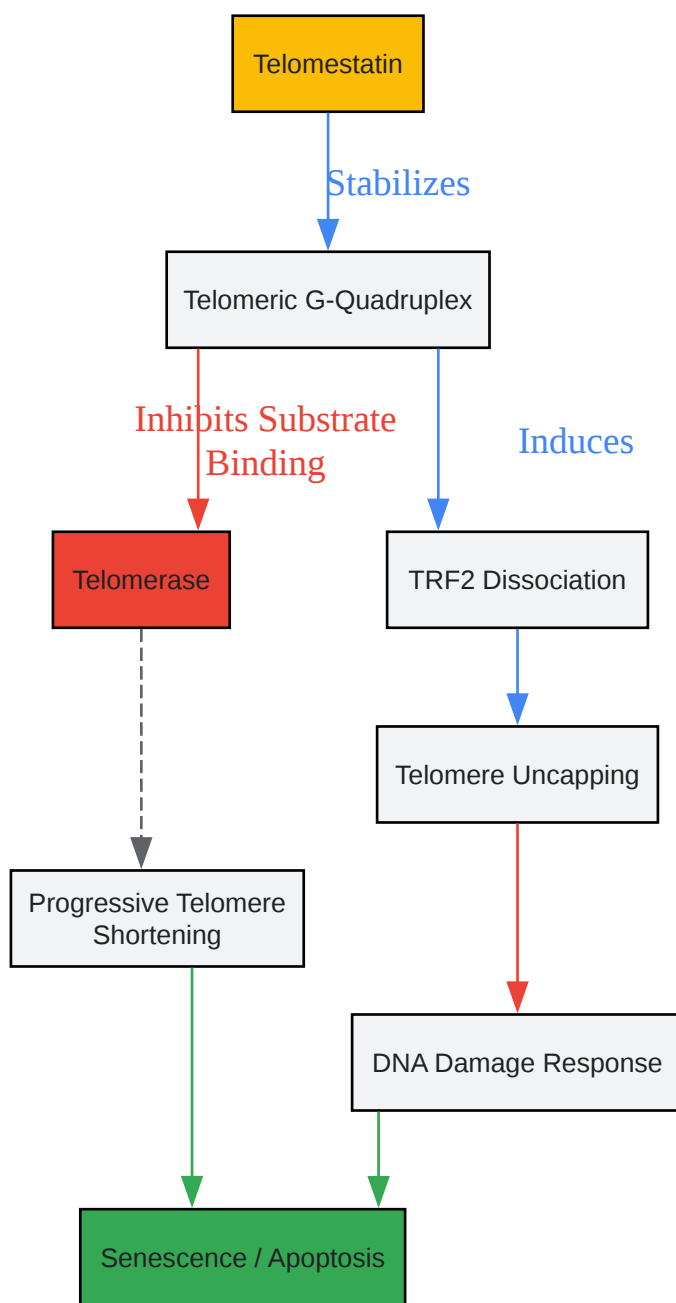 Telomestatin
Stabilizes
Telomeric G-Quadruplex
Inhibits Substrate
Binding
Induces
Telomerase
TRF2 Dissociation
Telomere Uncapping
Progressive Telomere
Shortening
DNA Damage Response
Senescence / Apoptosis